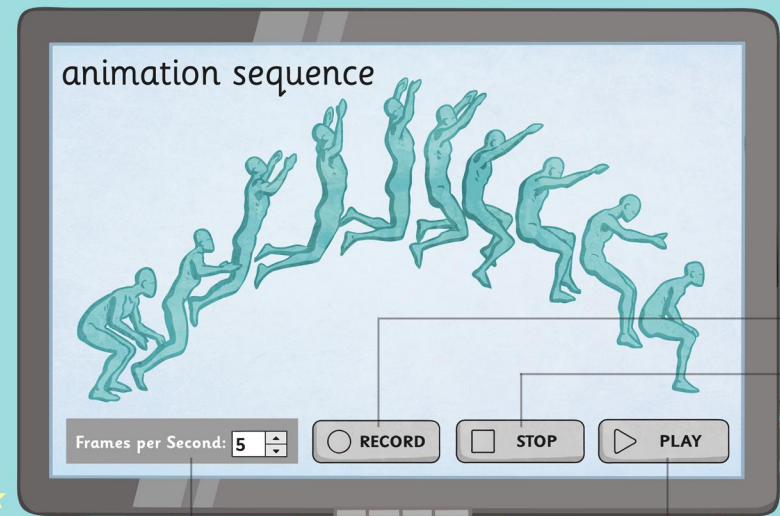 animation sequence
Frames per Second: 5
RECORD
STOP
PLAY